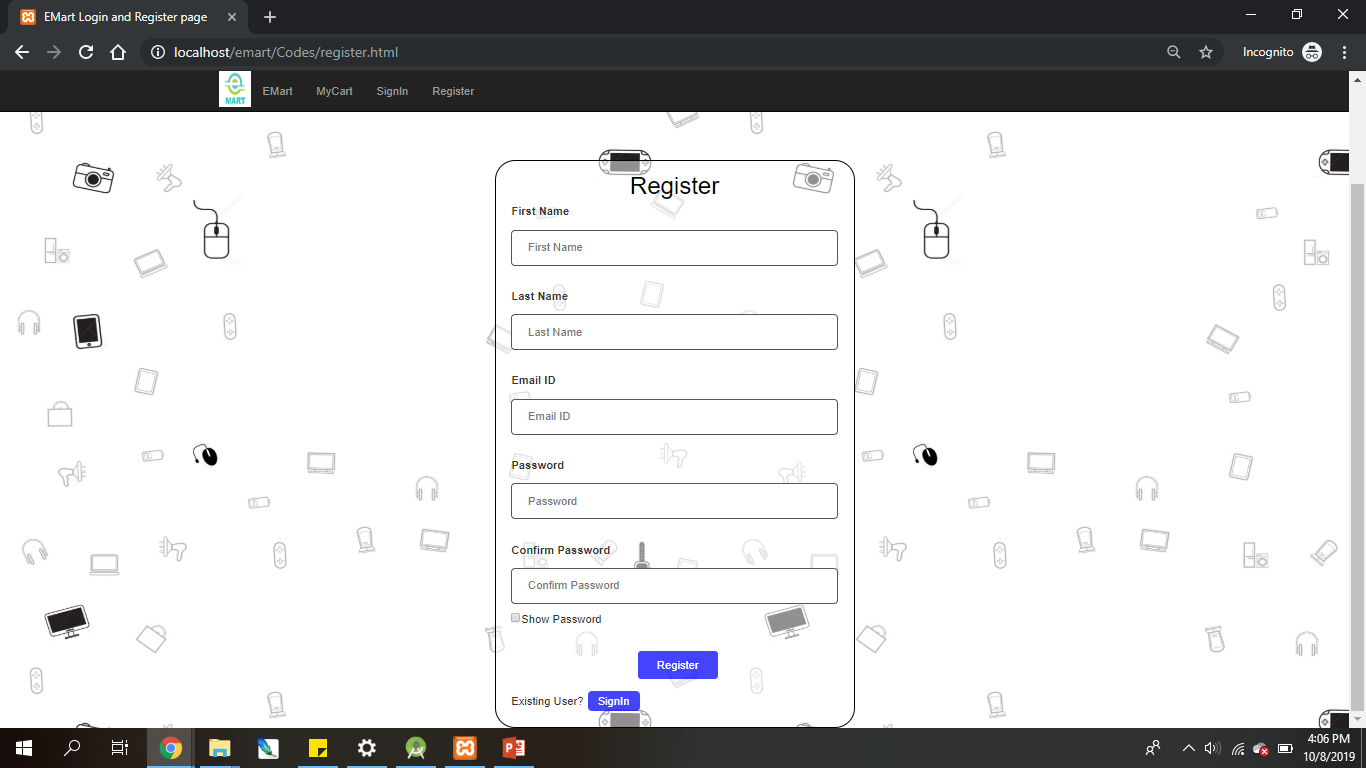 EMart Login and Register page
localhost/emart/Codes/register.html
Incognito
e
MART
EMart
MyCart
SignIn
Register
Register
First Name
First Name
Last Name
Last Name
Email ID
Email ID
Password
Password
Confirm Password
Confirm Password
Show Password
Register
Existing User? SignIn
4:06 PM
10/8/2019